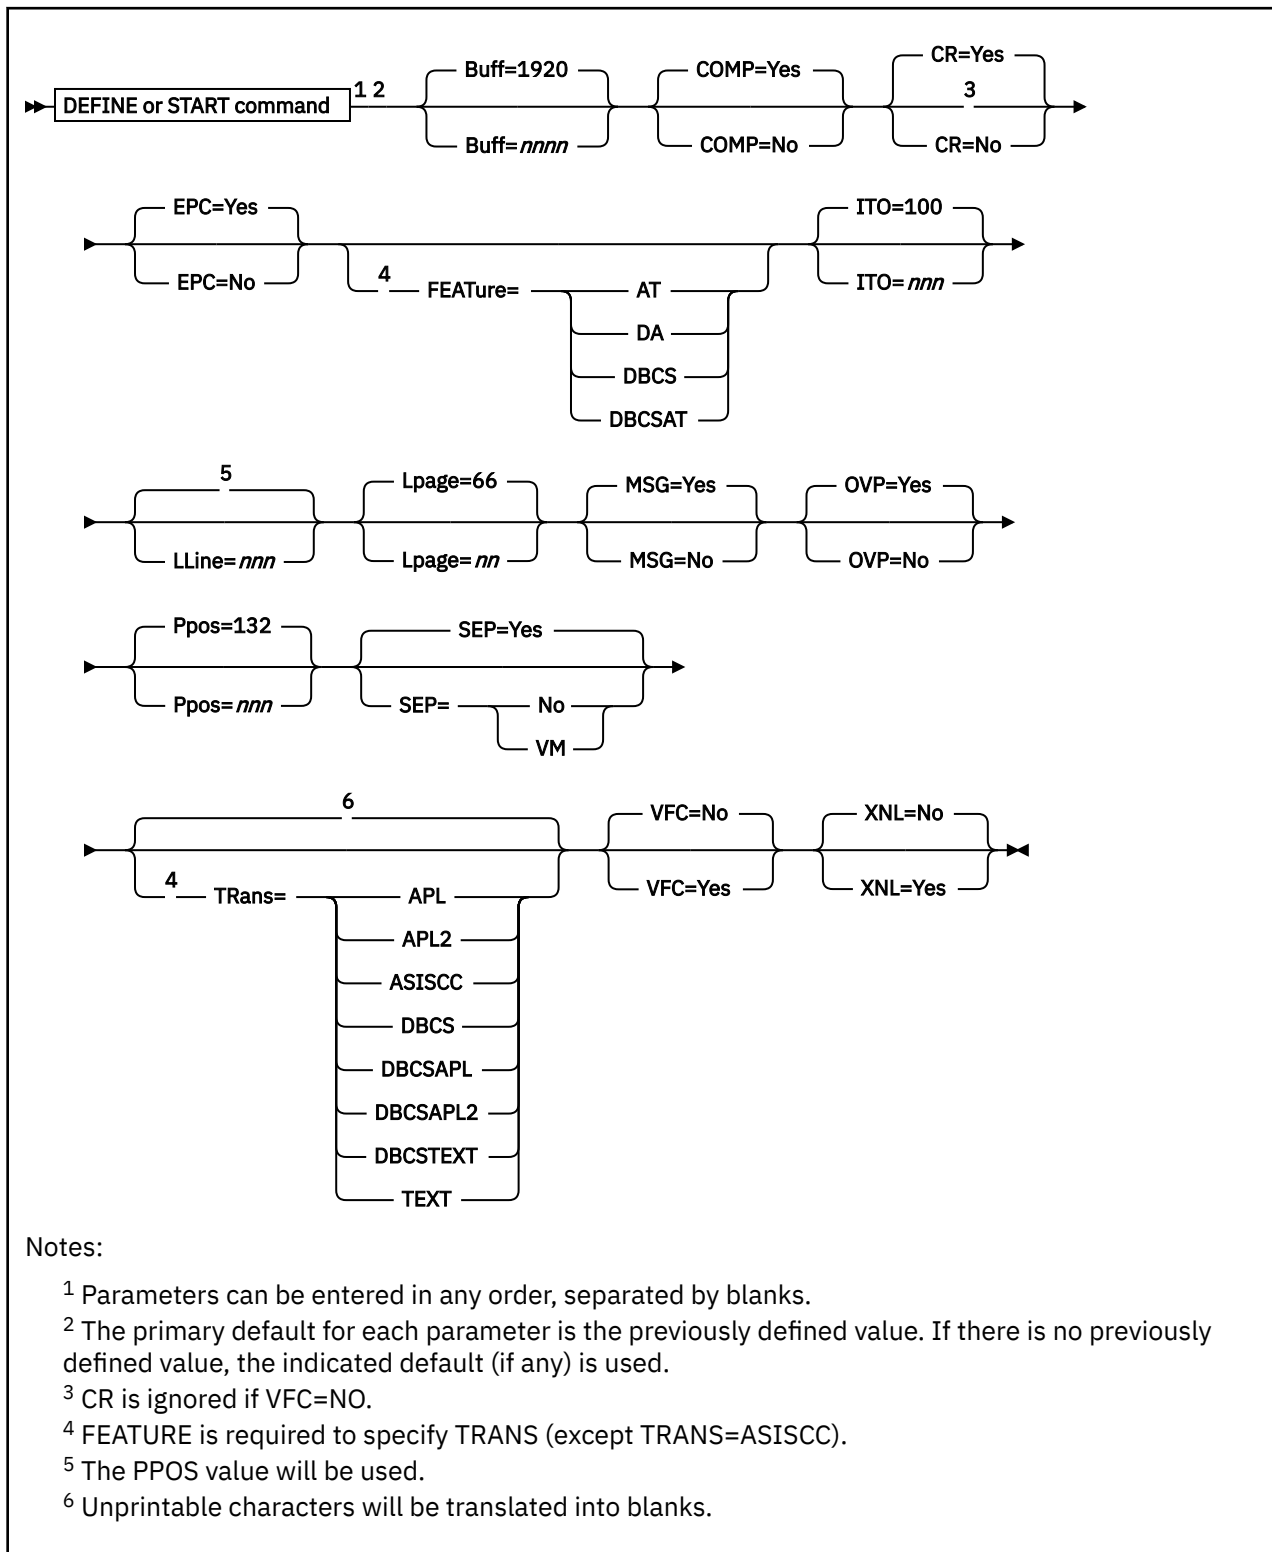 Buff=1920 COMP=Yes CR=Yes
DEFINE or START command 1 2 3
Buff=nnnn COMP=No CR=No
EPC=Yes ITO=100
EPC=No ITO=nnn
4 FEATure= AT
DA
DBCS
DBCSAT
5 Lpage=66 MSG=Yes OVP=Yes
LLine=nnn Lpage=nn MSG=No OVP=No
Ppos=132 SEP=Yes
Ppos=nnn SEP= No
VM
6 VFC=No XNL=No
4 TRans= APL VFC=Yes XNL=Yes
APL2
ASISCC
DBCS
DBCSAPL
DBCSAPL2
DBCSTEXT
TEXT
Notes:
1 Parameters can be entered in any order, separated by blanks.
2 The primary default for each parameter is the previously defined value. If there is no previously
defined value, the indicated default (if any) is used.
3 CR is ignored if VFC=NO.
4 FEATURE is required to specify TRANS (except TRANS=ASISCC).
5 The PPOS value will be used.
6 Unprintable characters will be translated into blanks.